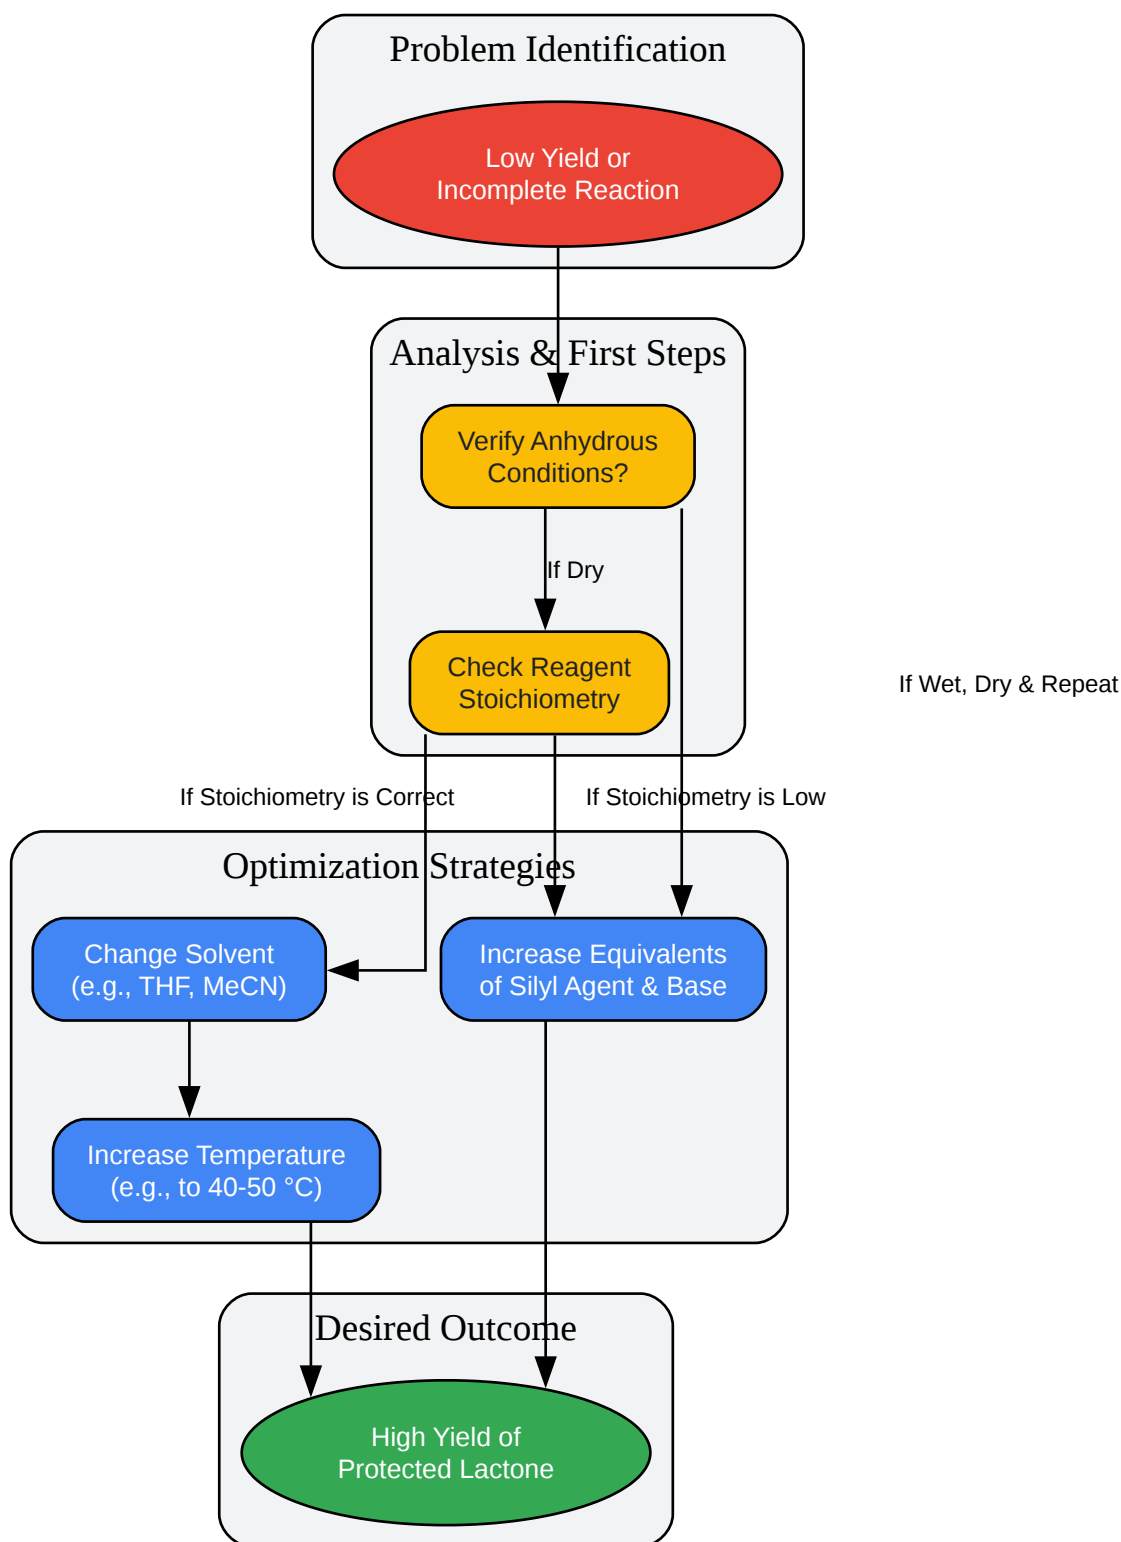 Problem Identification
Low Yield or
Incomplete Reaction
Analysis & First Steps
Verify Anhydrous
Conditions?
If Dry
Check Reagent
Stoichiometry
If Wet, Dry & Repeat
If Stoichiometry is Correct
If Stoichiometry is Low
Optimization Strategies
Change Solvent
(e.g., THF, MeCN)
Increase Equivalents
of Silyl Agent & Base
Increase Temperature
(e.g., to 40-50 °C)
Desired Outcome
High Yield of
Protected Lactone